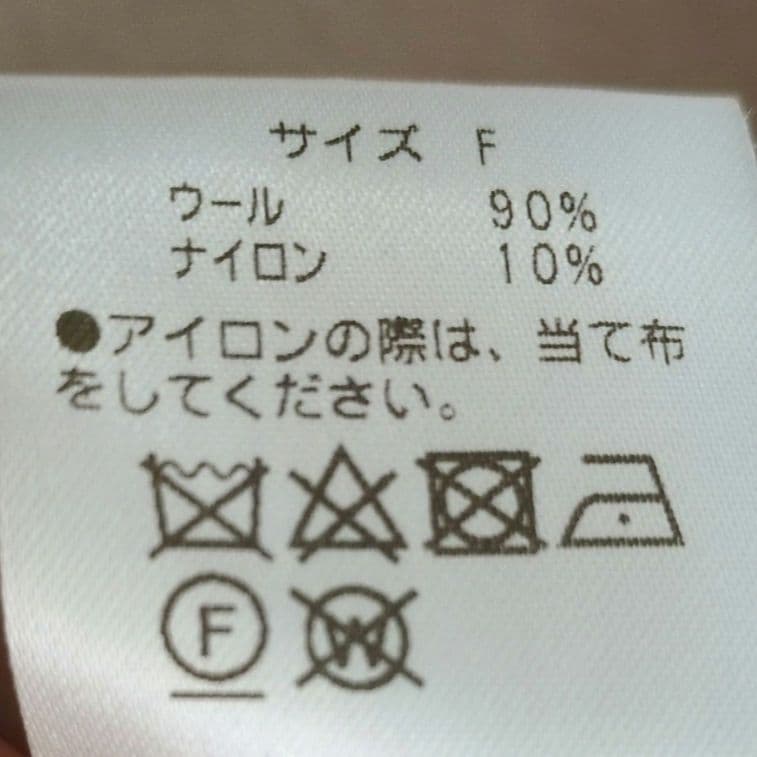 サイズ F
ウール 90%
ナイロン 10%
●アイロンの際は、当て布
をしてください。
F W